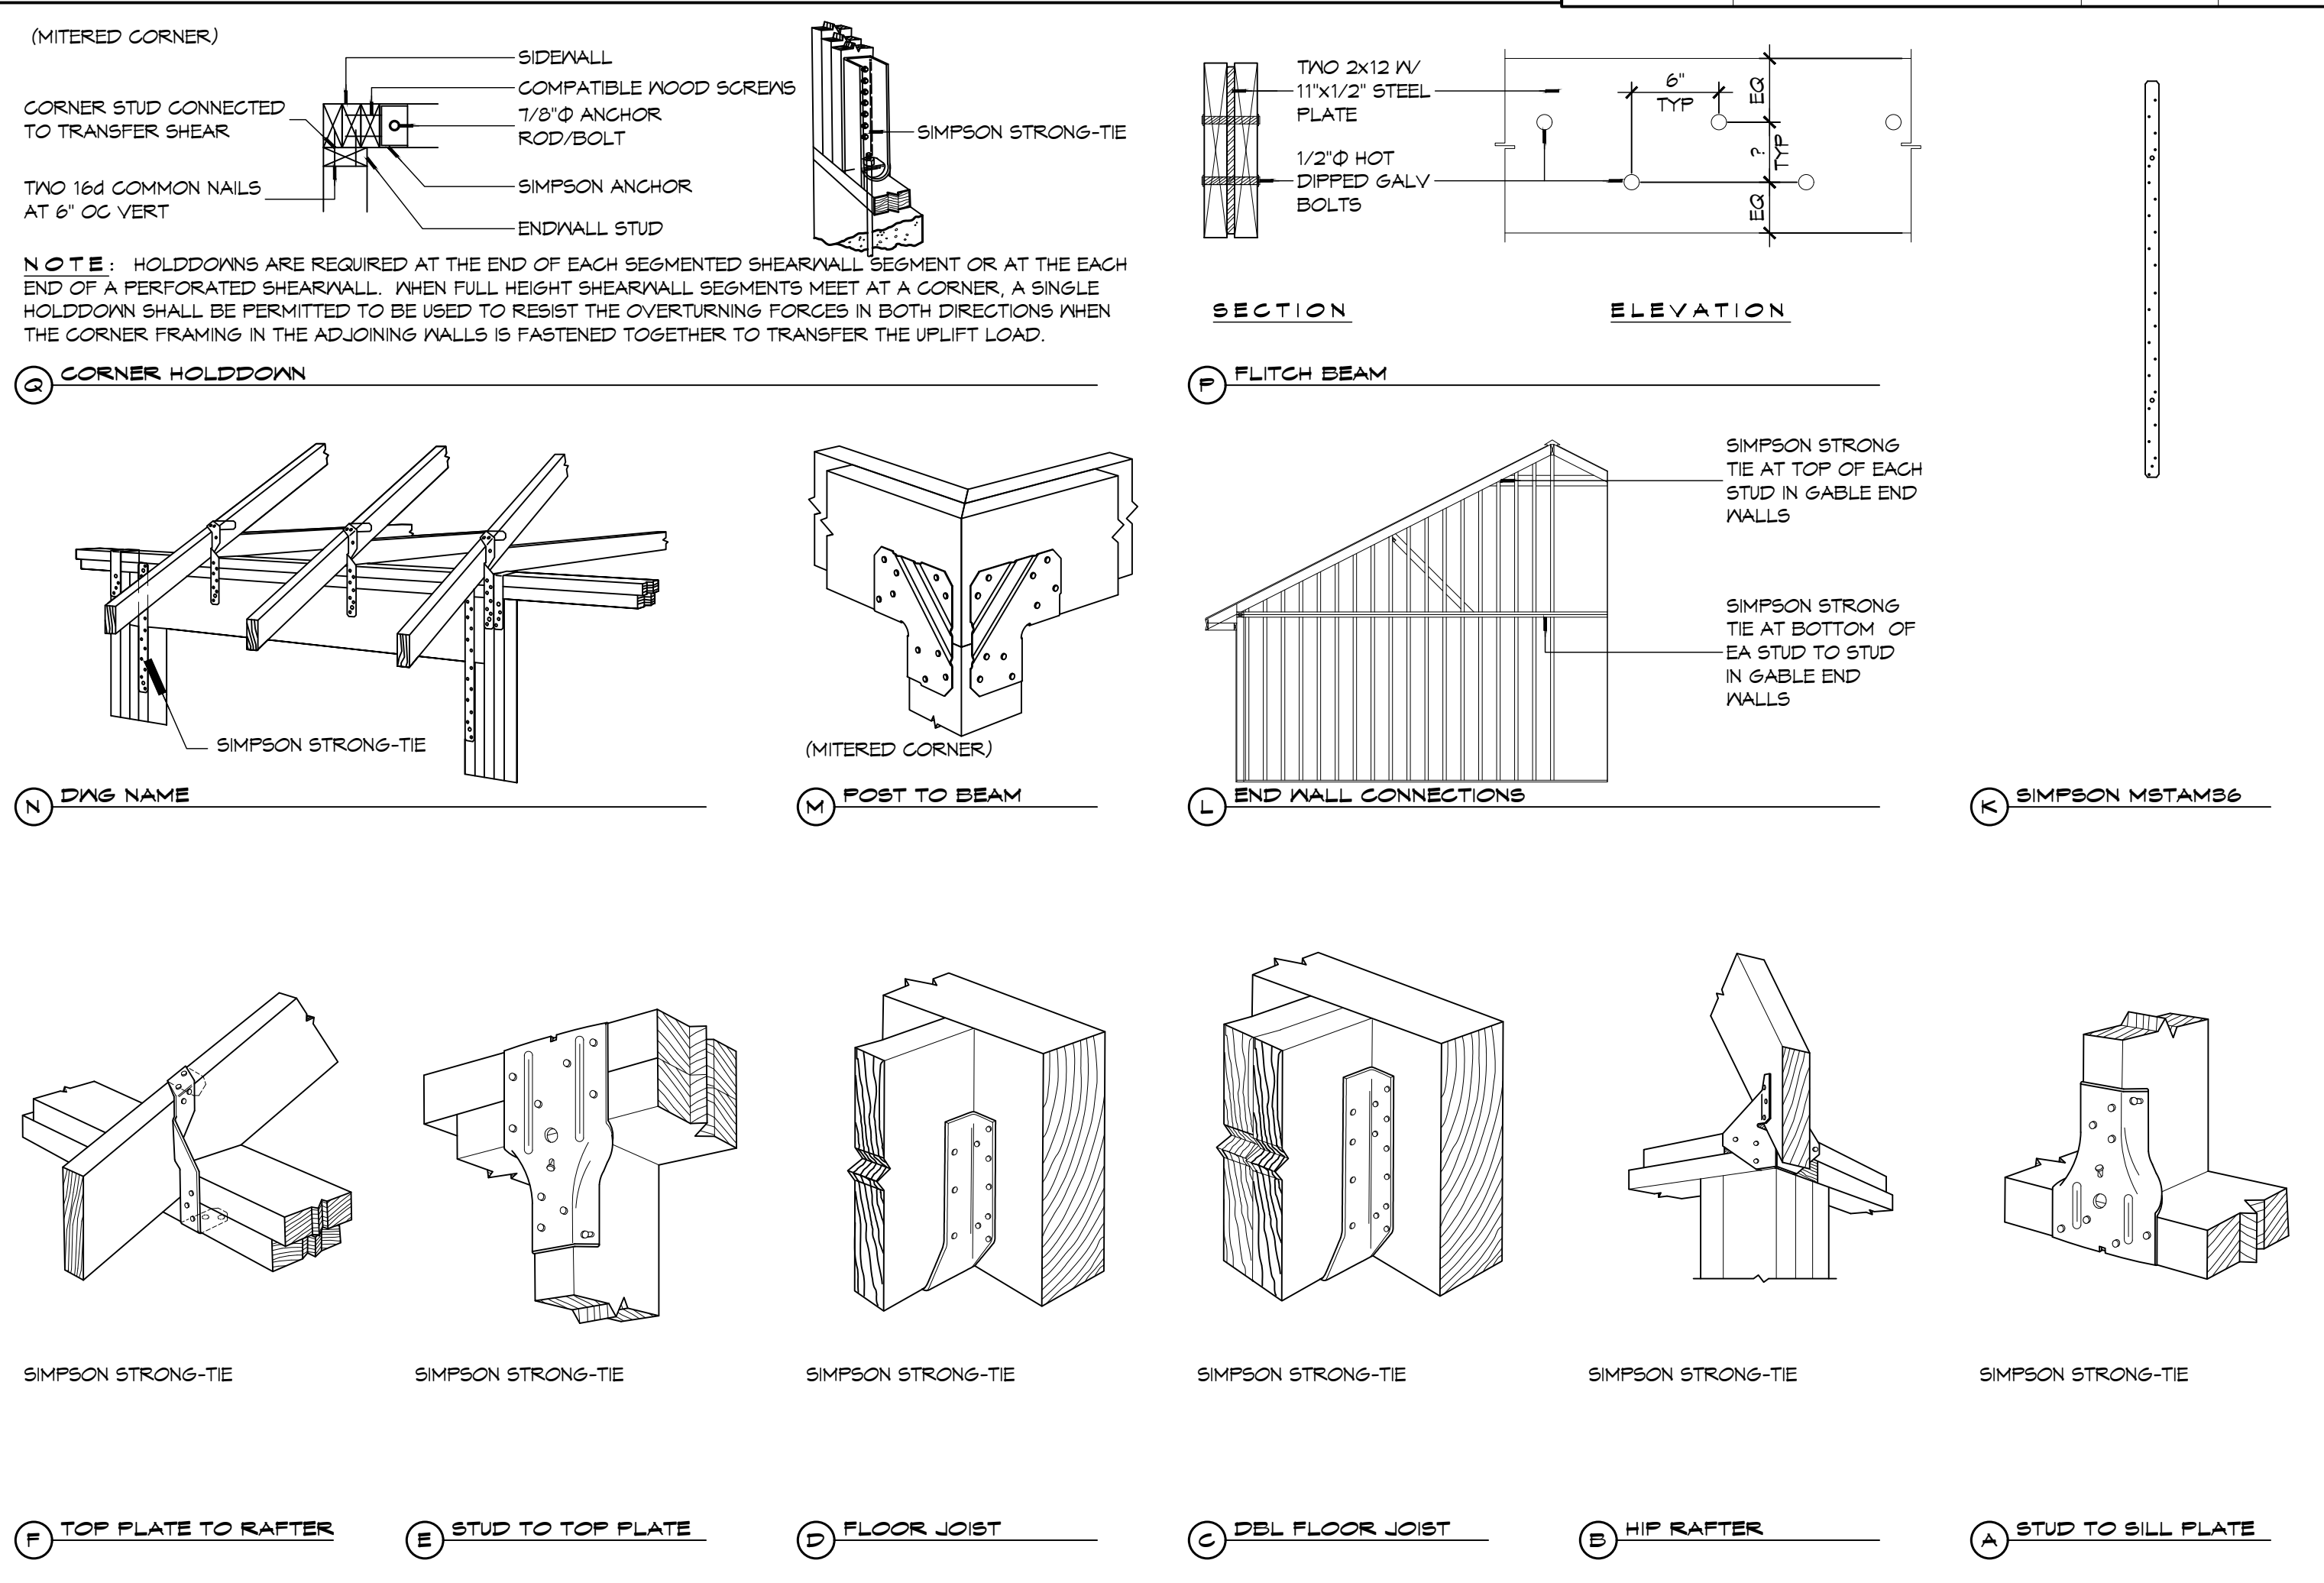 (MITERED CORNER)
SIDEWALL
COMPATIBLE WOOD SCREWS
7/8"Φ ANCHOR
ROD/BOLT
CORNER STUD CONNECTED
TO TRANSFER SHEAR
SIMPSON ANCHOR
TWO 16d COMMON NAILS
AT 6" OC VERT
ENDWALL STUD
SIMPSON STRONG-TIE
NOTE: HOLDDOWNS ARE REQUIRED AT THE END OF EACH SEGMENTED SHEARWALL SEGMENT OR AT THE EACH
END OF A PERFORATED SHEARWALL. WHEN FULL HEIGHT SHEARWALL SEGMENTS MEET AT A CORNER, A SINGLE
HOLDDOWN SHALL BE PERMITTED TO BE USED TO RESIST THE OVERTURNING FORCES IN BOTH DIRECTIONS WHEN
THE CORNER FRAMING IN THE ADJOINING WALLS IS FASTENED TOGETHER TO TRANSFER THE UPLIFT LOAD.
Q CORNER HOLDDOWN
TWO 2x12 W/
11"x1/2" STEEL
PLATE
1/2"Φ HOT
DIPPED GALV
BOLTS
6"
TYP
EQ
?
TYP
EQ
SECTION
ELEVATION
P FLITCH BEAM
SIMPSON STRONG-TIE
N DWG NAME
(MITERED CORNER)
M POST TO BEAM
SIMPSON STRONG
TIE AT TOP OF EACH
STUD IN GABLE END
WALLS
SIMPSON STRONG
TIE AT BOTTOM OF
EA STUD TO STUD
IN GABLE END
WALLS
L END WALL CONNECTIONS
K SIMPSON MSTAM36
SIMPSON STRONG-TIE
F TOP PLATE TO RAFTER
SIMPSON STRONG-TIE
E STUD TO TOP PLATE
SIMPSON STRONG-TIE
D FLOOR JOIST
SIMPSON STRONG-TIE
C DBL FLOOR JOIST
SIMPSON STRONG-TIE
B HIP RAFTER
SIMPSON STRONG-TIE
A STUD TO SILL PLATE